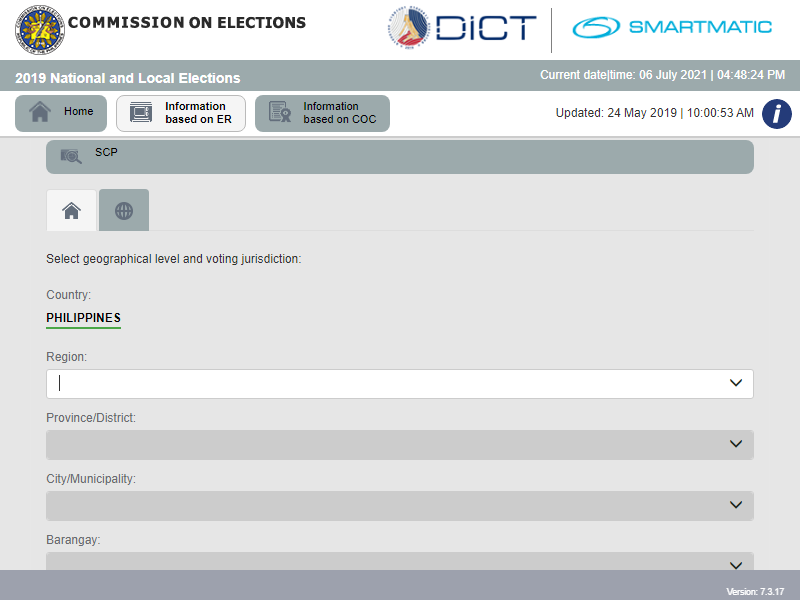 COMMISSION ON ELECTIONS
DICT
SMARTMATIC
2019 National and Local Elections
Current date|time: 06 July 2021 | 04:48:24 PM
Home
Information
based on ER
Information
based on COC
Updated: 24 May 2019 | 10:00:53 AM
i
SCP
Select geographical level and voting jurisdiction:
Country:
PHILIPPINES
Region:
Province/District:
City/Municipality:
Barangay:
Version: 7.3.17